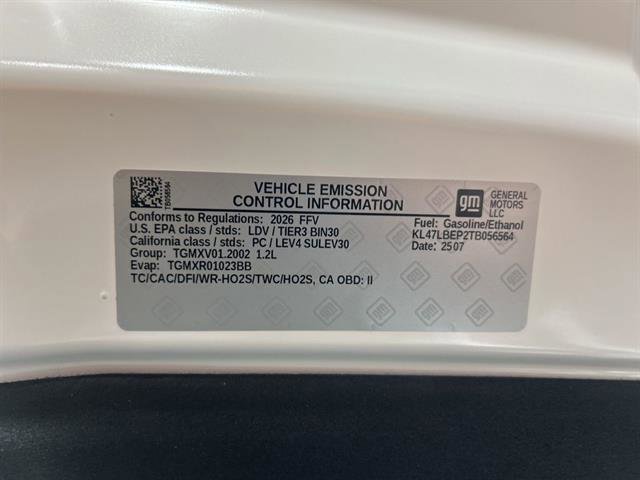 VEHICLE EMISSION
CONTROL INFORMATION
gm
GENERAL
MOTORS
LLC
TB056564
Conforms to Regulations: 2026 FFV
Fuel: Gasoline/Ethanol
U.S. EPA class / stds: LDV / TIER3 BIN30
KL47LBEP2TB056564
California class / stds: PC / LEV4 SULEV30
Date: 2507
Group: TGMXV01.2002 1.2L
Evap: TGMXR01023BB
TC/CAC/DFI/WR-HO2S/TWC/HO2S, CA OBD: II